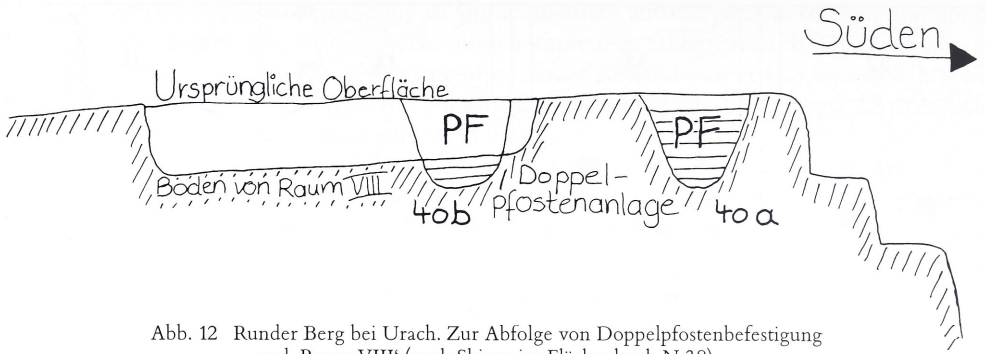 Süden
Ursprüngliche Oberfläche
PF
PF
Boden von Raum VIII
Doppel-
pfostenanlage
40b
40a
Abb. 12 Runder Berg bei Urach. Zur Abfolge von Doppelpfostenbefestigung